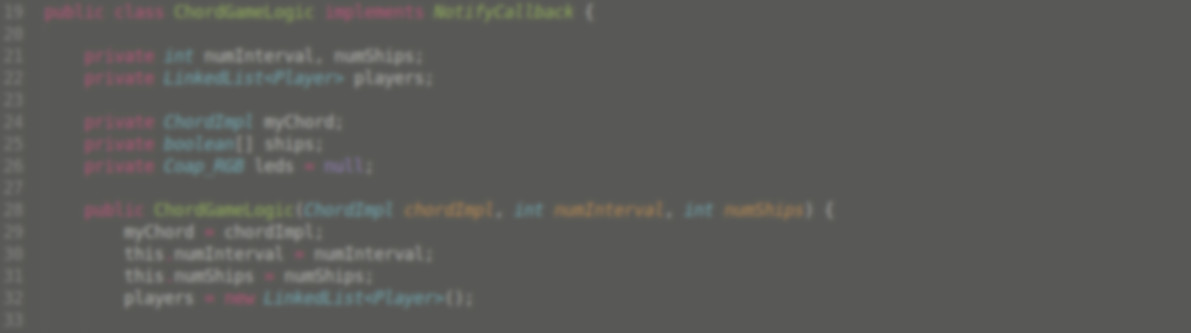 19 public class ChordGameLogic implements NotifyCallback {
20
21 private int numInterval, numShips;
22 private LinkedList<Player> players;
23
24 private ChordImpl myChord;
25 private boolean[] ships;
26 private Coap_RGB leds = null;
27
28 public ChordGameLogic(ChordImpl chordImpl, int numInterval, int numShips) {
29 myChord = chordImpl;
30 this.numInterval = numInterval;
31 this.numShips = numShips;
32 players = new LinkedList<Player>();
33